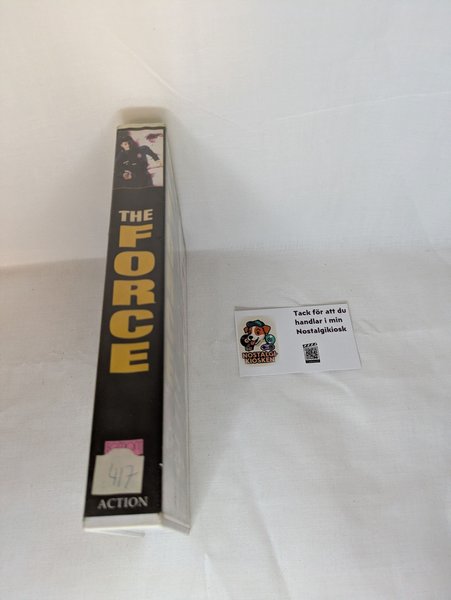 THE
FORCE
417
ACTION
Tack för att du
handlar i min
Nostalgikiosk
NOSTALGI
KIOSKEN